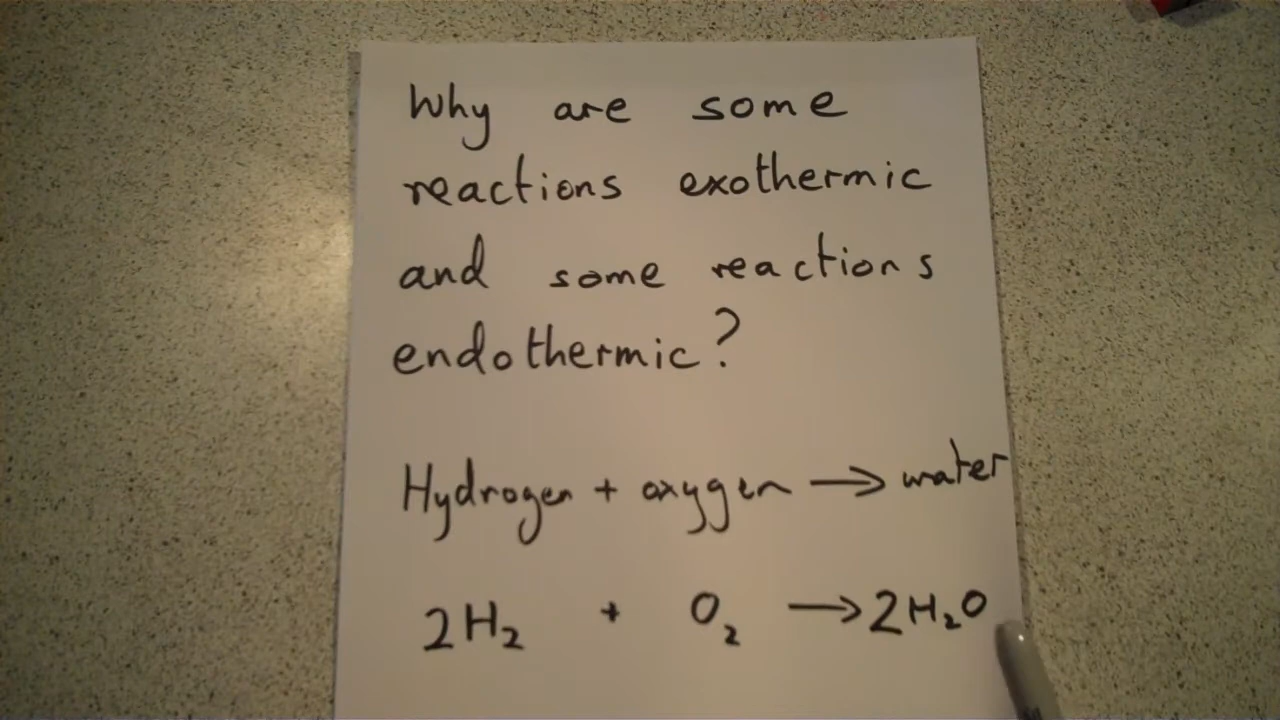 Why are some
reactions exothermic
and some reactions
endothermic?
Hydrogen + oxygen → water
2H₂ + O₂ → 2H₂O